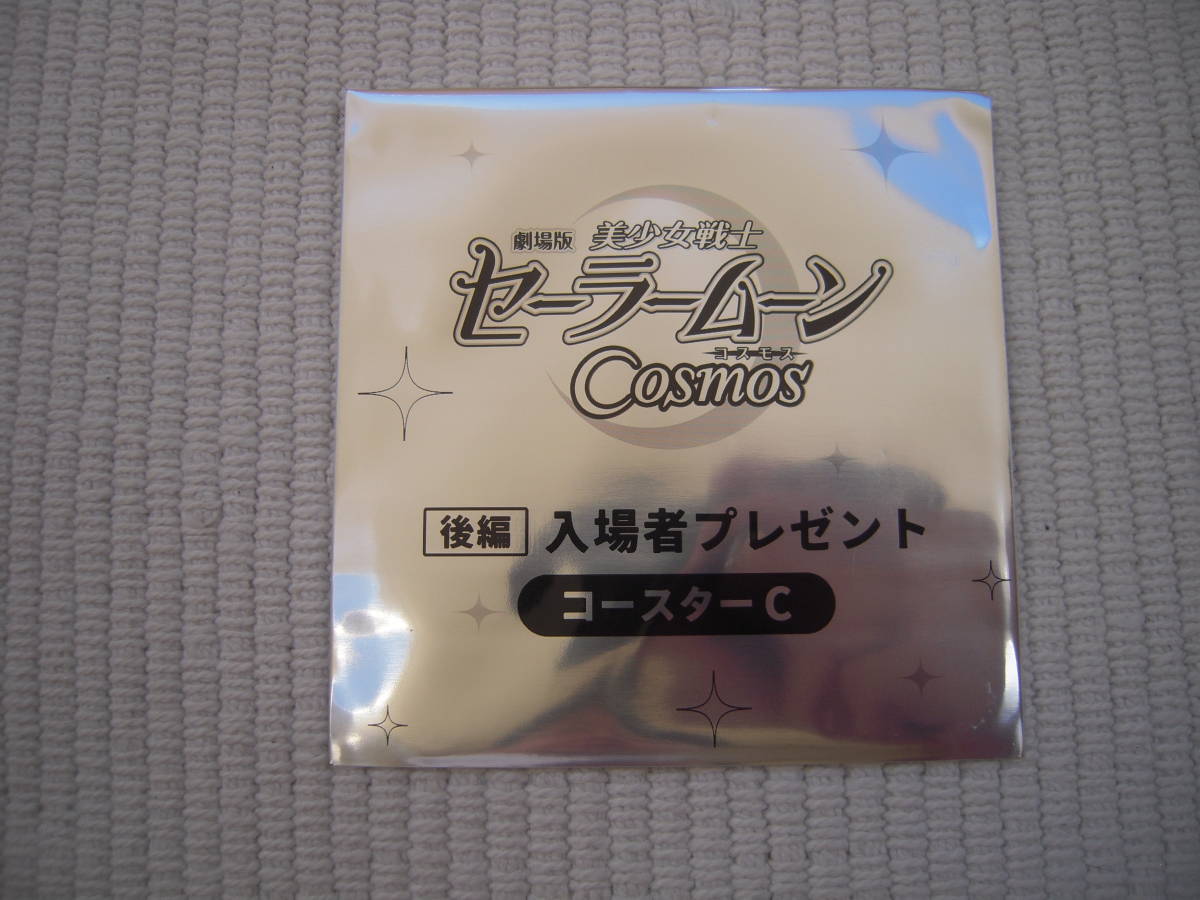 劇場版 美少女戦士
セーラームーン
コスモス
Cosmos
後編 入場者プレゼント
コースターC